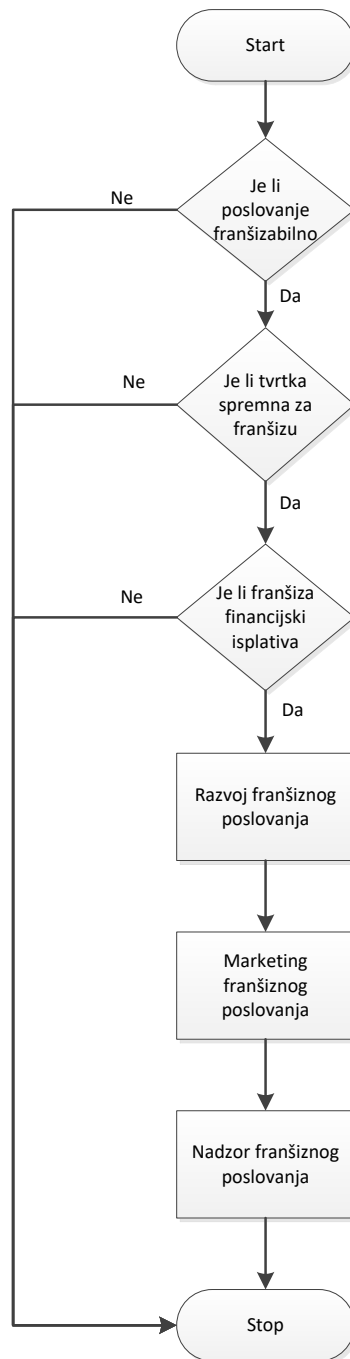 Start
Je li
poslovanje
franšizabilno
Ne
Da
Je li tvrtka
spremna za
franšizu
Ne
Da
Je li franšiza
financijski
isplativa
Ne
Da
Razvoj franšiznog
poslovanja
Marketing
franšiznog
poslovanja
Nadzor franšiznog
poslovanja
Stop